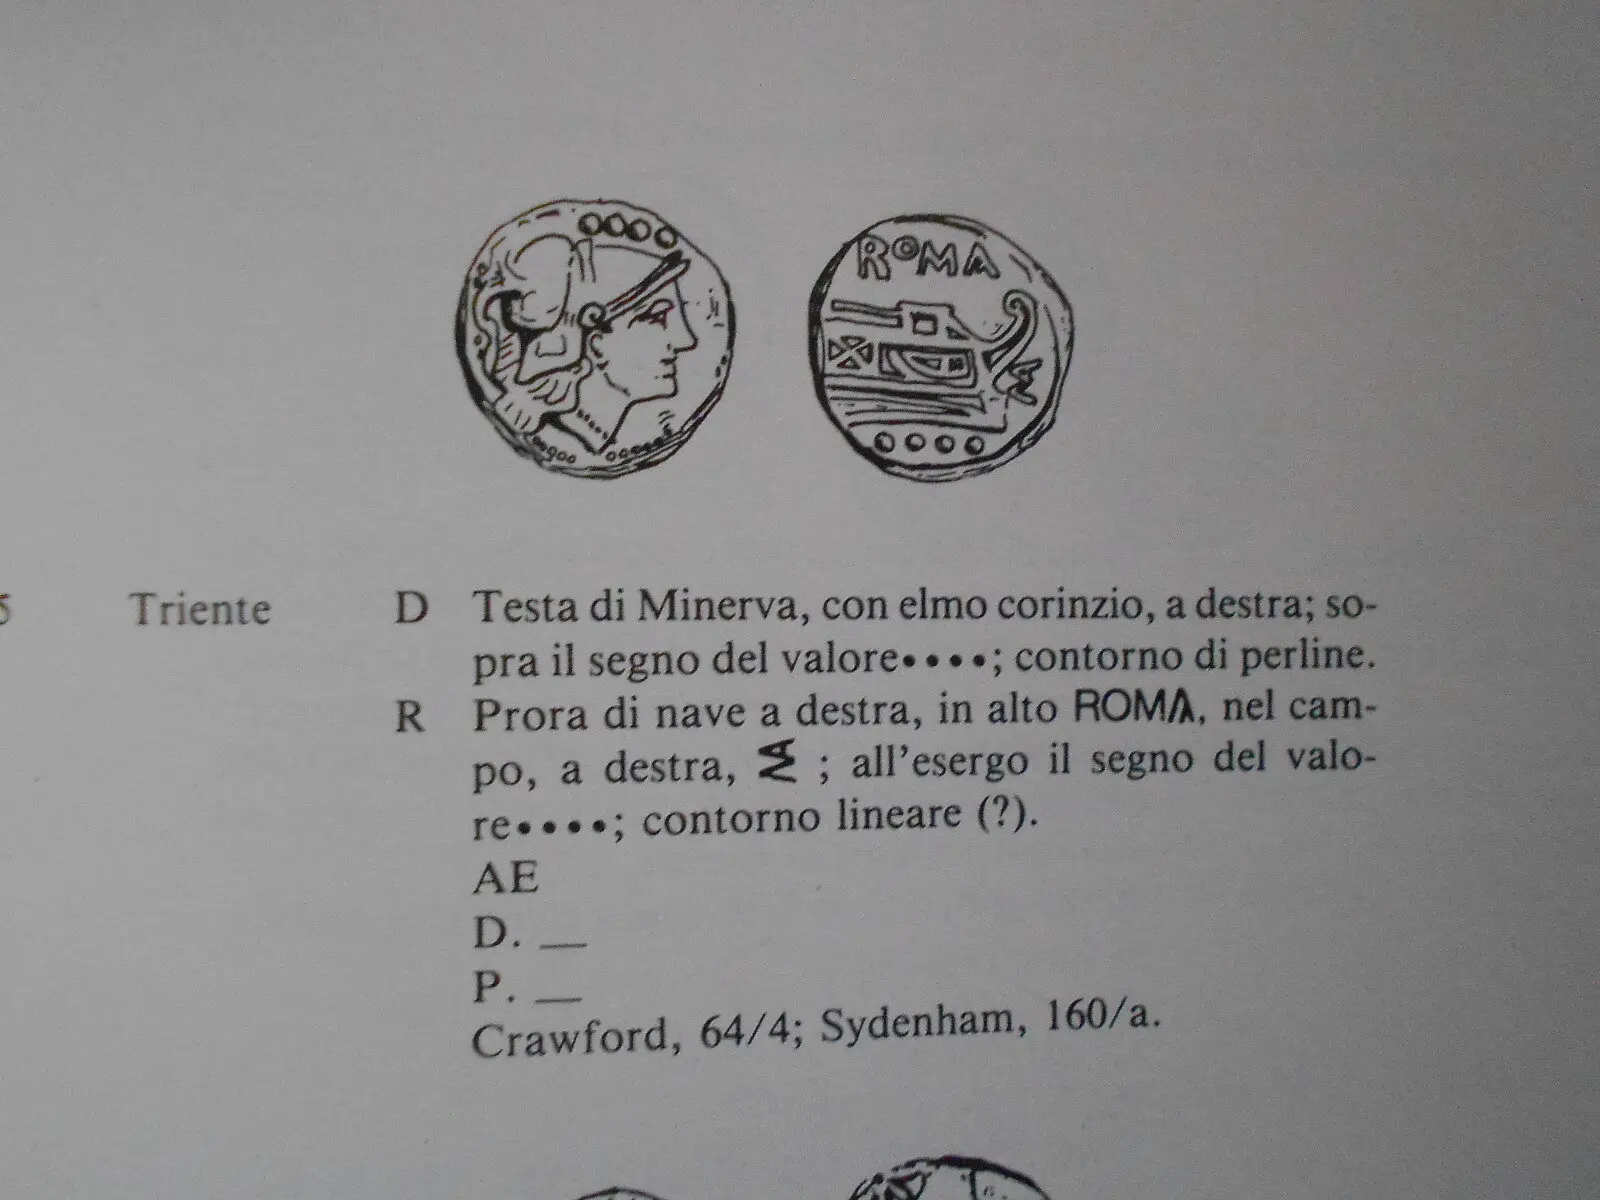 ROMA
5 Triente D Testa di Minerva, con elmo corinzio, a destra; so-
pra il segno del valore••••; contorno di perline.
R Prora di nave a destra, in alto ROMA, nel cam-
po, a destra, MA ; all'esergo il segno del valo-
re••••; contorno lineare (?).
AE
D. —
P. —
Crawford, 64/4; Sydenham, 160/a.